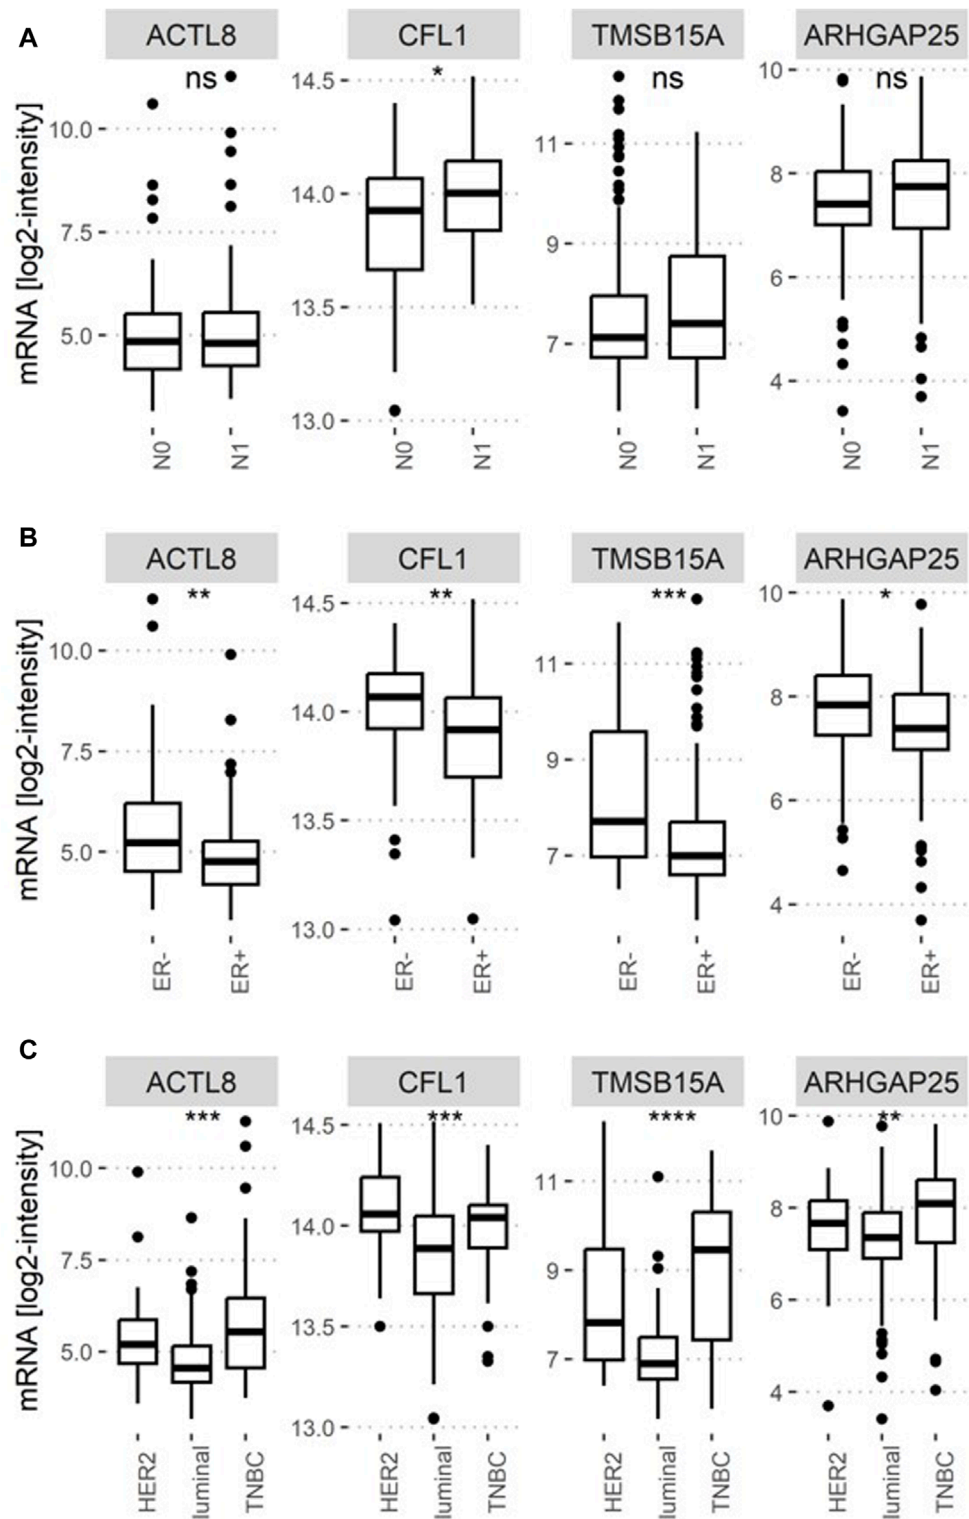 A
ACTL8 CFL1 TMSB15A ARHGAP25
ns * ns ns
mRNA [log2-intensity]
10.0 14.5 11 10
7.5 14.0 9 8
5.0 13.5 7 6
13.0 4
N0 N1 N0 N1 N0 N1 N0 N1
B
ACTL8 CFL1 TMSB15A ARHGAP25
** ** *** *
mRNA [log2-intensity]
10.0 14.5 11 10
7.5 14.0 9 8
5.0 13.5 7 6
13.0 4
ER- ER+ ER- ER+ ER- ER+ ER- ER+
C
ACTL8 CFL1 TMSB15A ARHGAP25
*** *** **** **
mRNA [log2-intensity]
10.0 14.5 11 10
7.5 14.0 9 8
5.0 13.5 7 6
13.0 4
HER2 luminal TNBC HER2 luminal TNBC HER2 luminal TNBC HER2 luminal TNBC